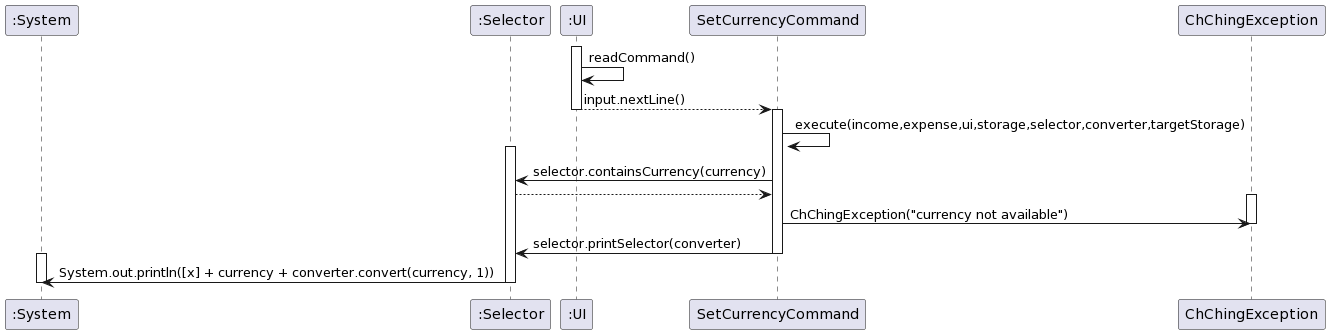 :System
:Selector
:UI
SetCurrencyCommand
ChChingException
readCommand()
input.nextLine()
execute(income,expense,ui,storage,selector,converter,targetStorage)
selector.containsCurrency(currency)
ChChingException("currency not available")
selector.printSelector(converter)
System.out.println([x] + currency + converter.convert(currency, 1))
:System
:Selector
:UI
SetCurrencyCommand
ChChingException